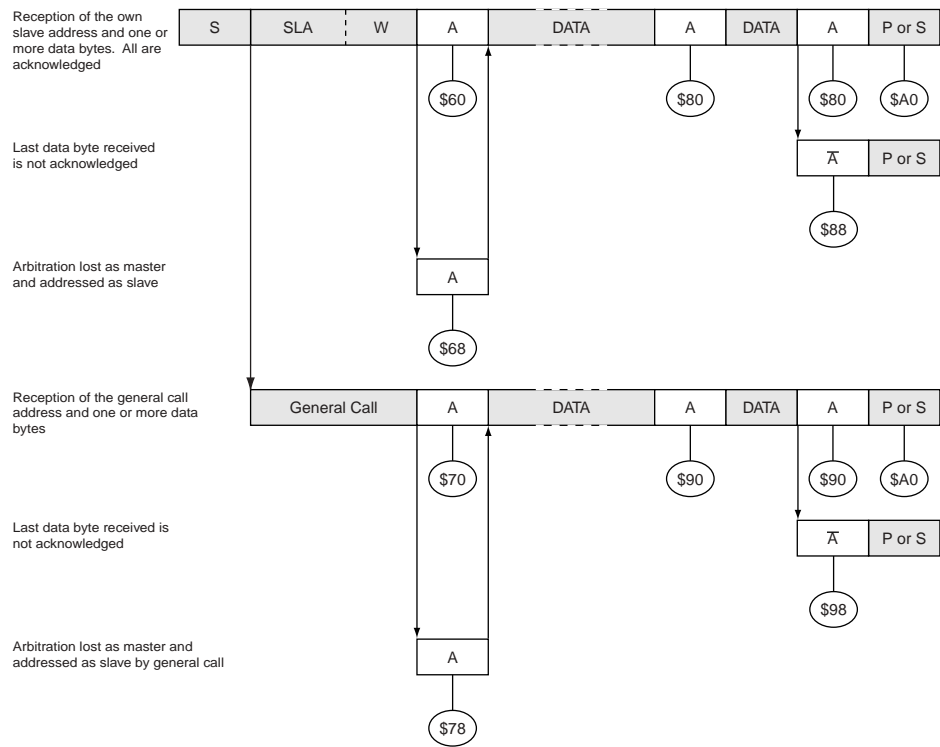 Reception of the own
slave address and one or
more data bytes. All are
acknowledged
S SLA W A DATA A DATA A P or S
$60 $80 $80 $A0
Last data byte received
is not acknowledged
A̅ P or S
$88
Arbitration lost as master
and addressed as slave
A
$68
Reception of the general call
address and one or more data
bytes
General Call A DATA A DATA A P or S
$70 $90 $90 $A0
Last data byte received is
not acknowledged
A̅ P or S
$98
Arbitration lost as master and
addressed as slave by general call
A
$78